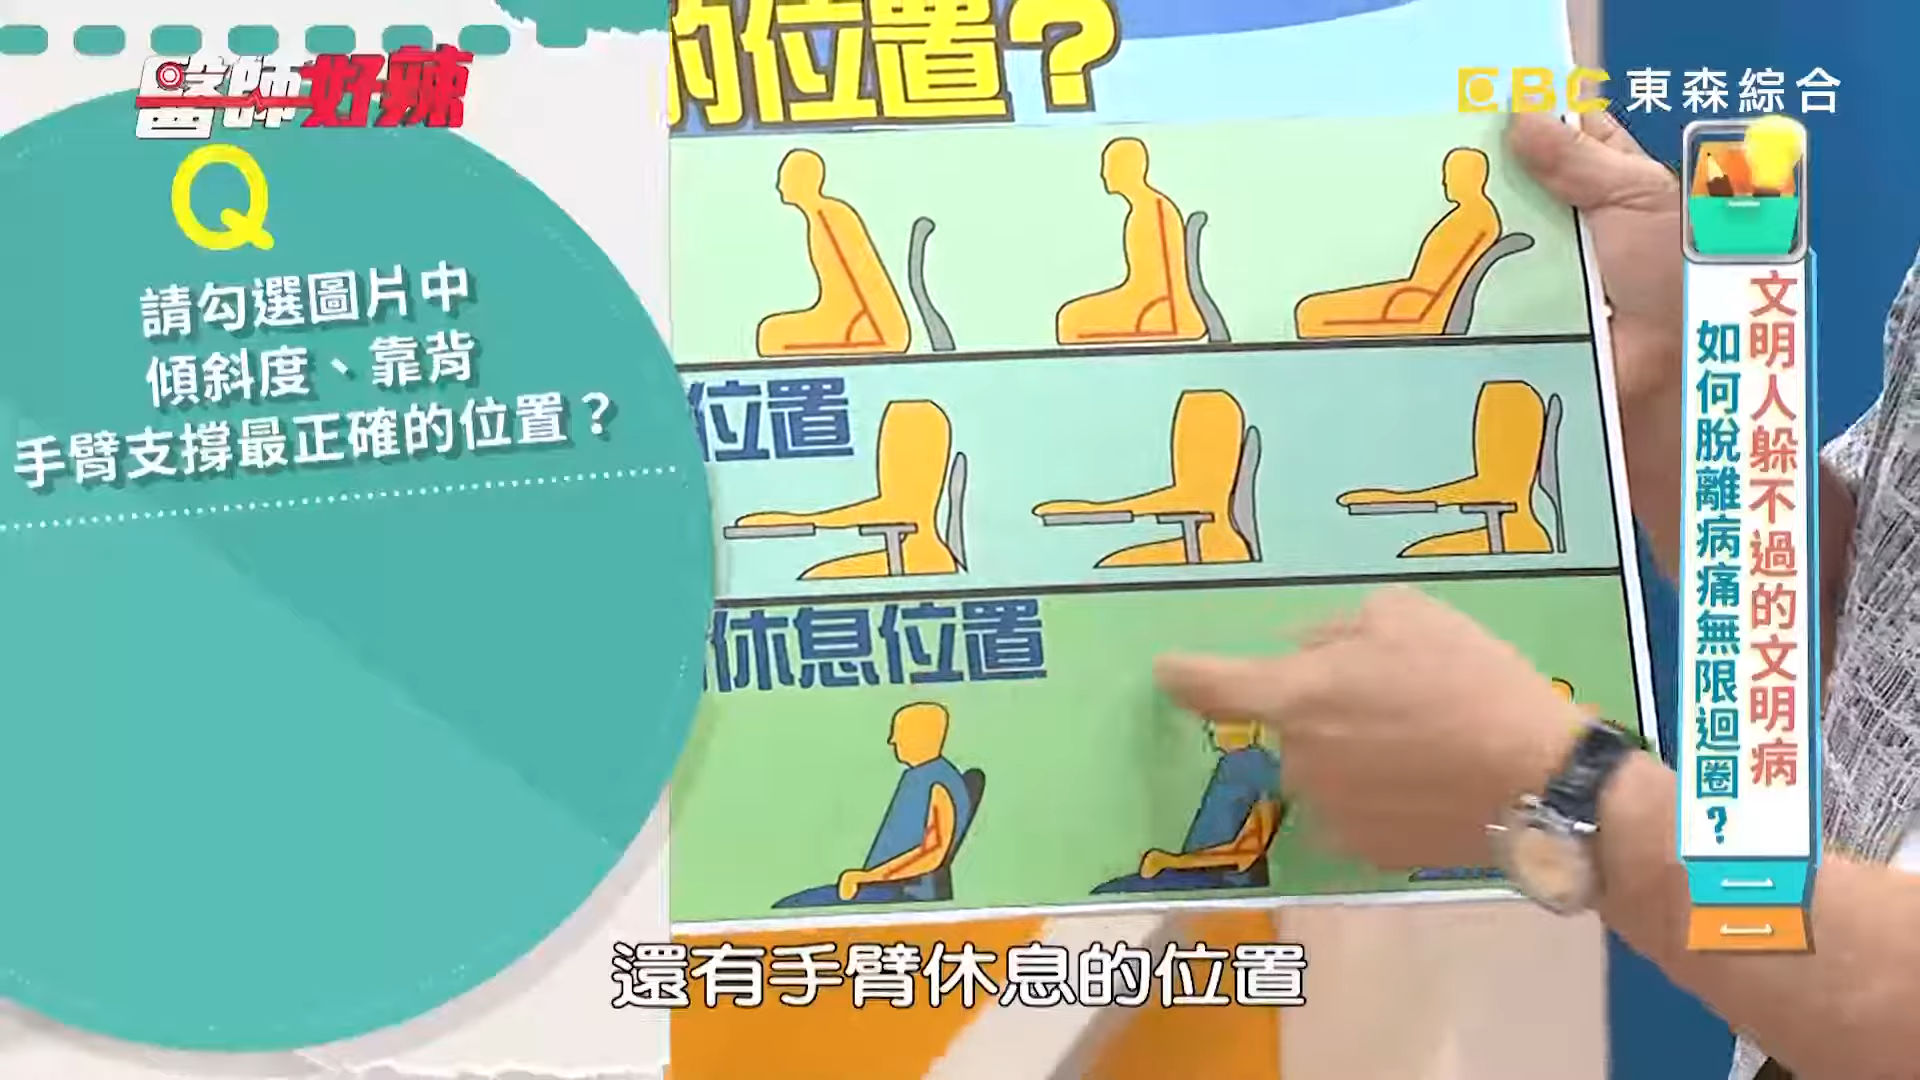 醫師好辣
EBC 東森綜合
Q
請勾選圖片中
傾斜度、靠背
手臂支撐最正確的位置？
的位置?
位置
休息位置
文明人躲不過的文明病
如何脫離病痛無限迴圈?
還有手臂休息的位置